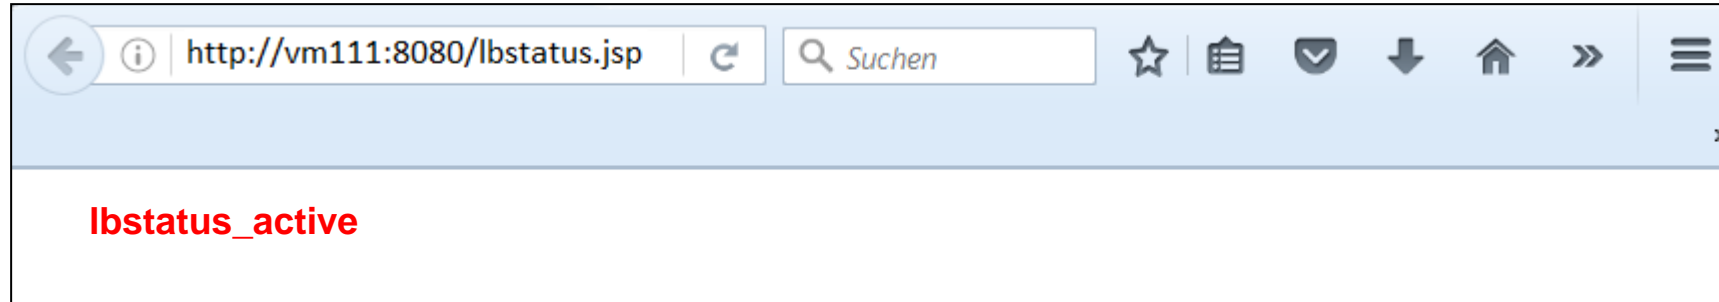 http://vm111:8080/lbstatus.jsp Suchen
lbstatus_active